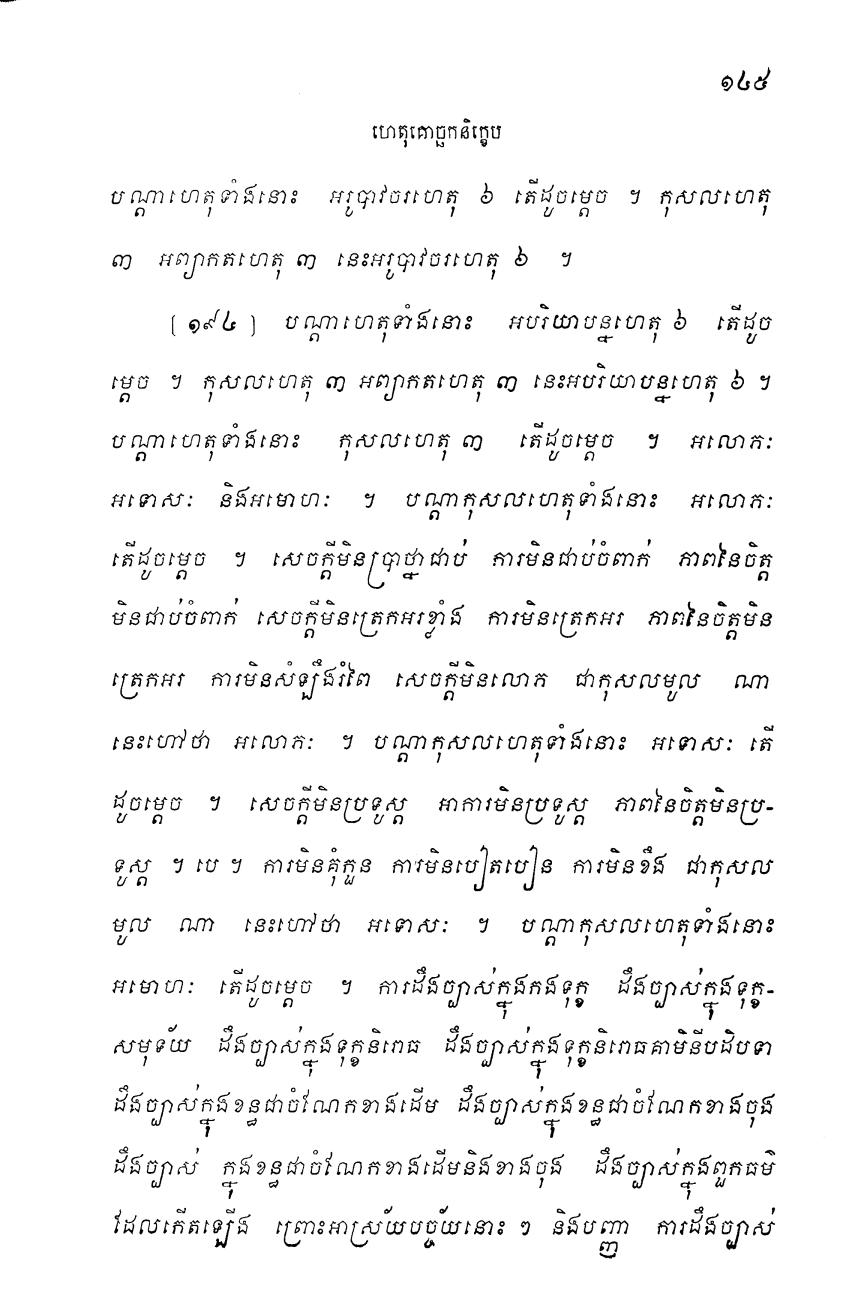 ១៤៥
ហេតុគោច្ឆកនិក្ខេប
បណ្ដាហេតុទាំងនោះ អរូបាវចរហេតុ ៦ តើដូចម្ដេច ។ កុសលហេតុ
៣ អព្យាកតហេតុ ៣ នេះអរូបាវចរហេតុ ៦ ។
[១៩៤] បណ្ដាហេតុទាំងនោះ អបរិយាបន្នហេតុ ៦ តើដូច
ម្ដេច ។ កុសលហេតុ ៣ អព្យាកតហេតុ ៣ នេះអបរិយាបន្នហេតុ ៦ ។
បណ្ដាហេតុទាំងនោះ កុសលហេតុ ៣ តើដូចម្ដេច ។ អលោភៈ
អទោសៈ និងអមោហៈ ។ បណ្ដាកុសលហេតុទាំងនោះ អលោភៈ
តើដូចម្ដេច ។ សេចក្ដីមិនប្រាថ្នាជាប់ ការមិនជាប់ចំពាក់ ភាពនៃចិត្ត
មិនជាប់ចំពាក់ សេចក្ដីមិនត្រេកអរខ្លាំង ការមិនត្រេកអរ ភាពនៃចិត្តមិន
ត្រេកអរ ការមិនសំឡឹងរំពៃ សេចក្ដីមិនលោភ ជាកុសលមូល ណា
នេះហៅថា អលោភៈ ។ បណ្ដាកុសលហេតុទាំងនោះ អទោសៈ តើ
ដូចម្ដេច ។ សេចក្ដីមិនប្រទូស្ត អាការមិនប្រទូស្ត ភាពនៃចិត្តមិនប្រ-
ទូស្ត ។ បេ ។ ការមិនគុំកួន ការមិនបៀតបៀន ការមិនខឹង ជាកុសល
មូល ណា នេះហៅថា អទោសៈ ។ បណ្ដាកុសលហេតុទាំងនោះ
អមោហៈ តើដូចម្ដេច ។ ការដឹងច្បាស់ក្នុងកងទុក្ខ ដឹងច្បាស់ក្នុងទុក្ខ-
សមុទយ័ ដឹងច្បាស់ក្នុងទុក្ខនិរោធ ដឹងច្បាស់ក្នុងទុក្ខនិរោធគាមិនីបដិបទា
ដឹងច្បាស់ក្នុងខន្ធជាចំណែកខាងដើម ដឹងច្បាស់ក្នុងខន្ធជាចំណែកខាងចុង
ដឹងច្បាស់ ក្នុងខន្ធជាចំណែកខាងដើមនិងខាងចុង ដឹងច្បាស់ក្នុងពួកធម៌
ដែលកើតឡើង ព្រោះអាស្រ័យបច្ច័យនោះ ៗ និងបញ្ញា ការដឹងច្បាស់